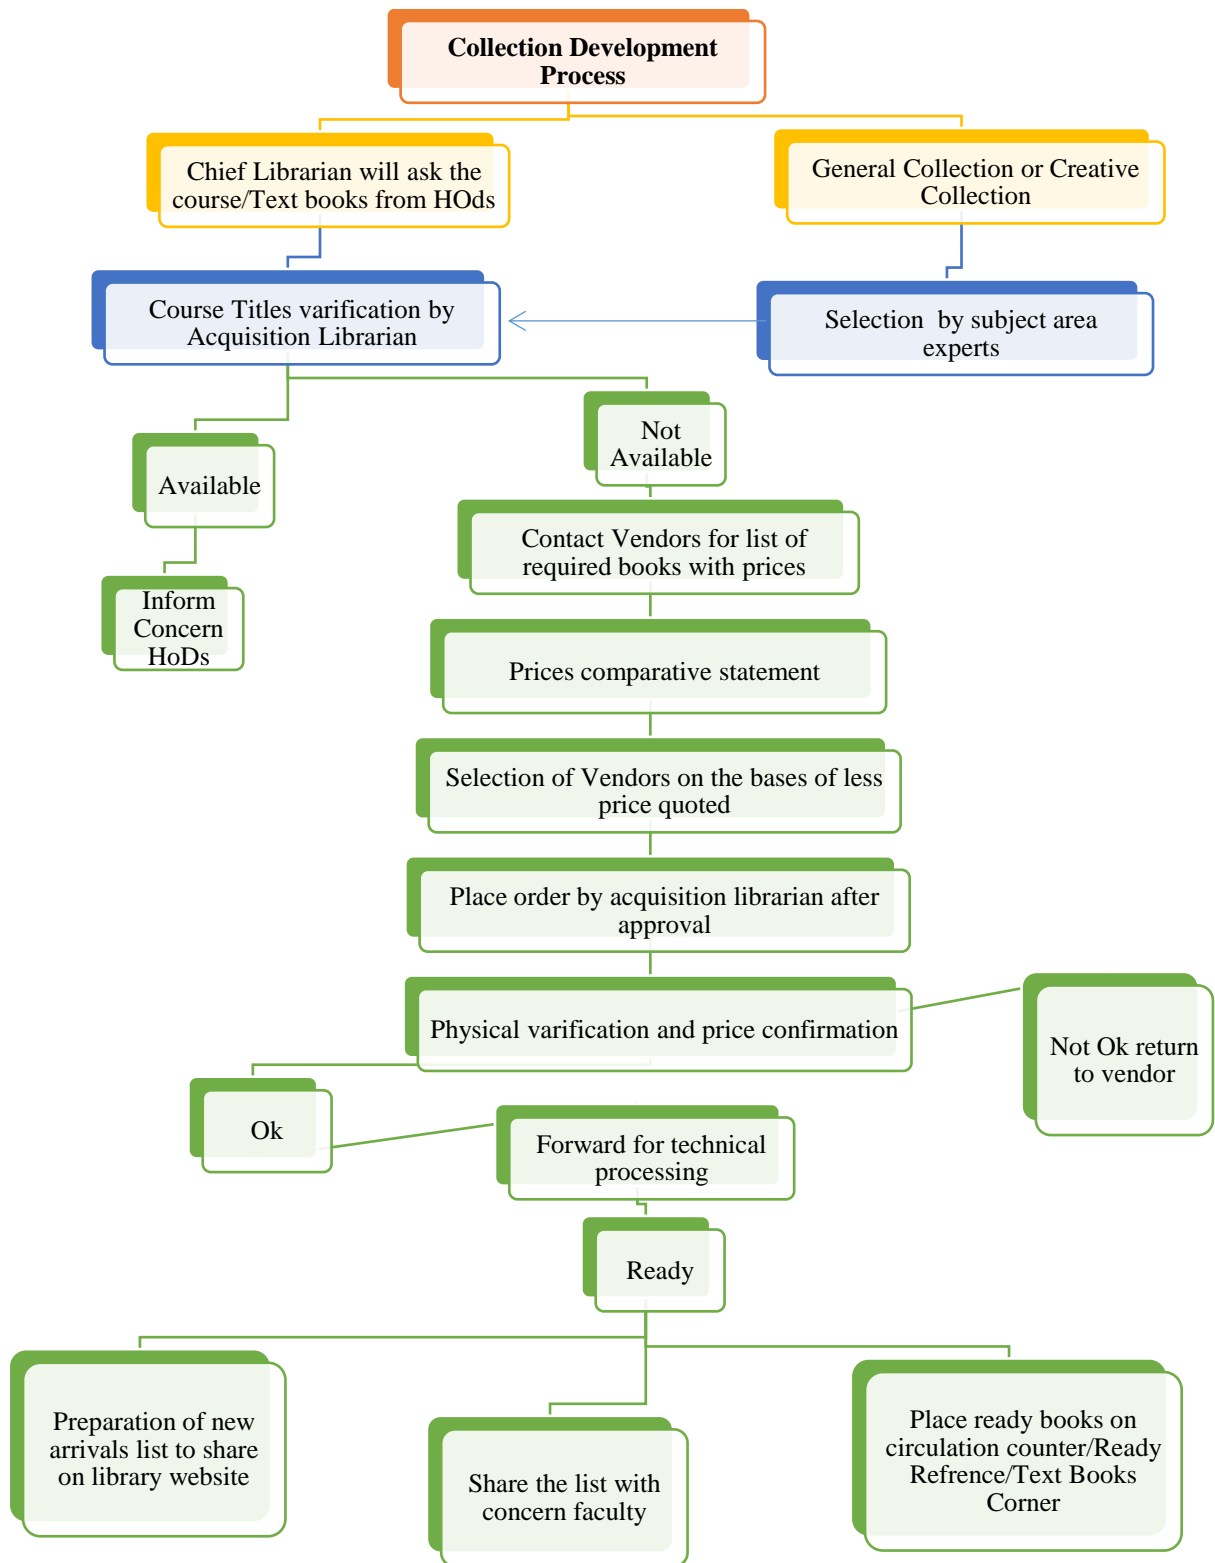 Collection Development
Process
Chief Librarian will ask the
course/Text books from HOds
General Collection or Creative
Collection
Course Titles varification by
Acquisition Librarian
Selection by subject area
experts
Not
Available
Available
Contact Vendors for list of
required books with prices
Inform
Concern
HoDs
Prices comparative statement
Selection of Vendors on the bases of less
price quoted
Place order by acquisition librarian after
approval
Physical varification and price confirmation
Not Ok return
to vendor
Ok
Forward for technical
processing
Ready
Preparation of new
arrivals list to share
on library website
Share the list with
concern faculty
Place ready books on
circulation counter/Ready
Refrence/Text Books
Corner